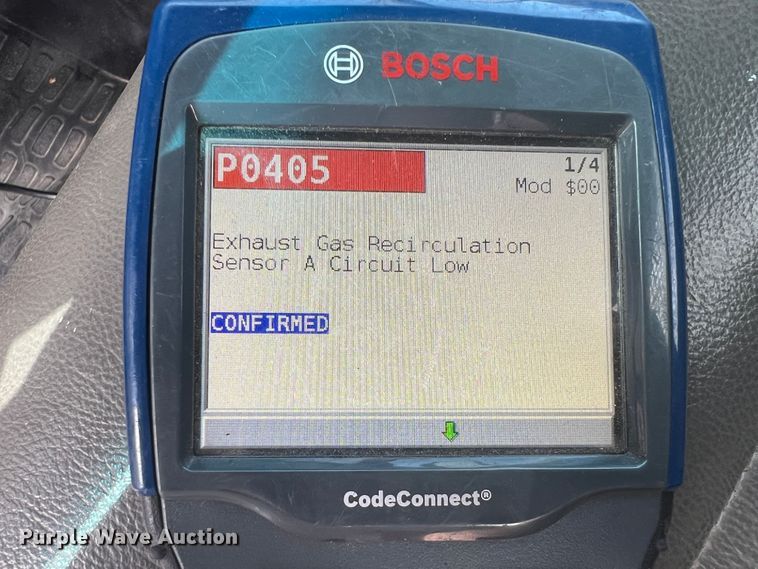 BOSCH
P0405
1/4
Mod $00
Exhaust Gas Recirculation
Sensor A Circuit Low
CONFIRMED
CodeConnect®
Purple Wave Auction